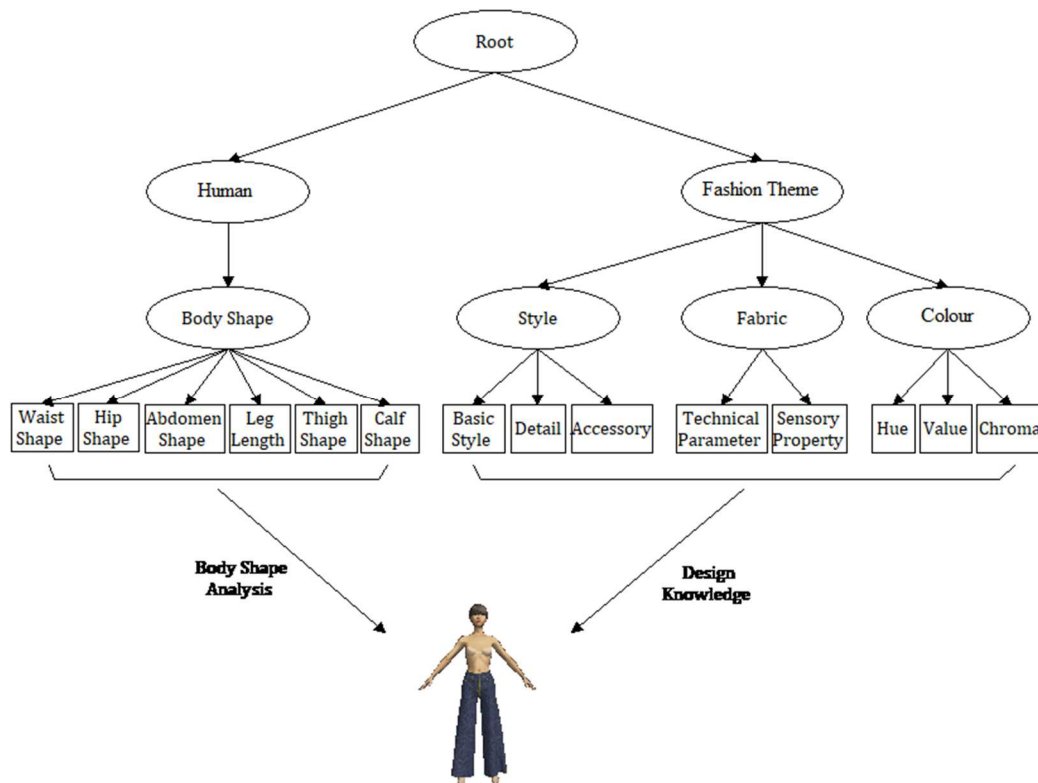 Root
Human
Fashion Theme
Body Shape
Style
Fabric
Colour
Waist
Shape
Hip
Shape
Abdomen
Shape
Leg
Length
Thigh
Shape
Calf
Shape
Basic
Style
Detail
Accessory
Technical
Parameter
Sensory
Property
Hue
Value
Chroma
Body Shape
Analysis
Design
Knowledge